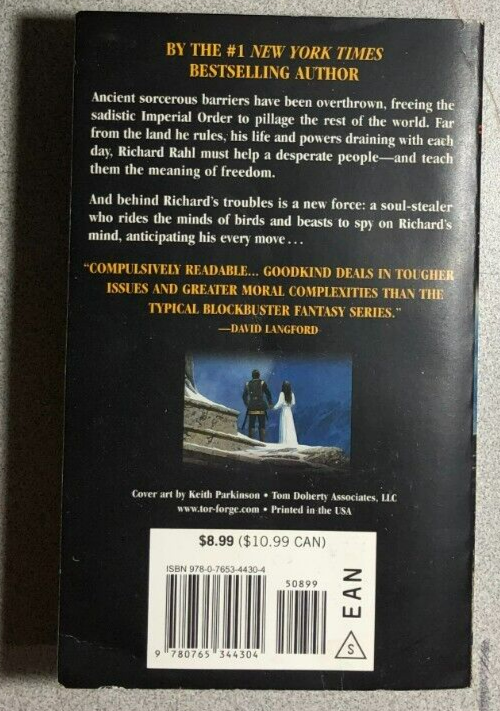 BY THE #1 NEW YORK TIMES
BESTSELLING AUTHOR
Ancient sorcerous barriers have been overthrown, freeing the
sadistic Imperial Order to pillage the rest of the world. Far
from the land he rules, his life and powers draining with each
day, Richard Rahl must help a desperate people—and teach
them the meaning of freedom.
And behind Richard's troubles is a new force: a soul-stealer
who rides the minds of birds and beasts to spy on Richard's
mind, anticipating his every move...
"COMPULSIVELY READABLE... GOODKIND DEALS IN TOUGHER
ISSUES AND GREATER MORAL COMPLEXITIES THAN THE
TYPICAL BLOCKBUSTER FANTASY SERIES."
—DAVID LANGFORD
Cover art by Keith Parkinson • Tom Doherty Associates, LLC
www.tor-forge.com • Printed in the USA
$8.99 ($10.99 CAN)
ISBN 978-0-7653-4430-4
50899
9 780765 344304
EAN
S